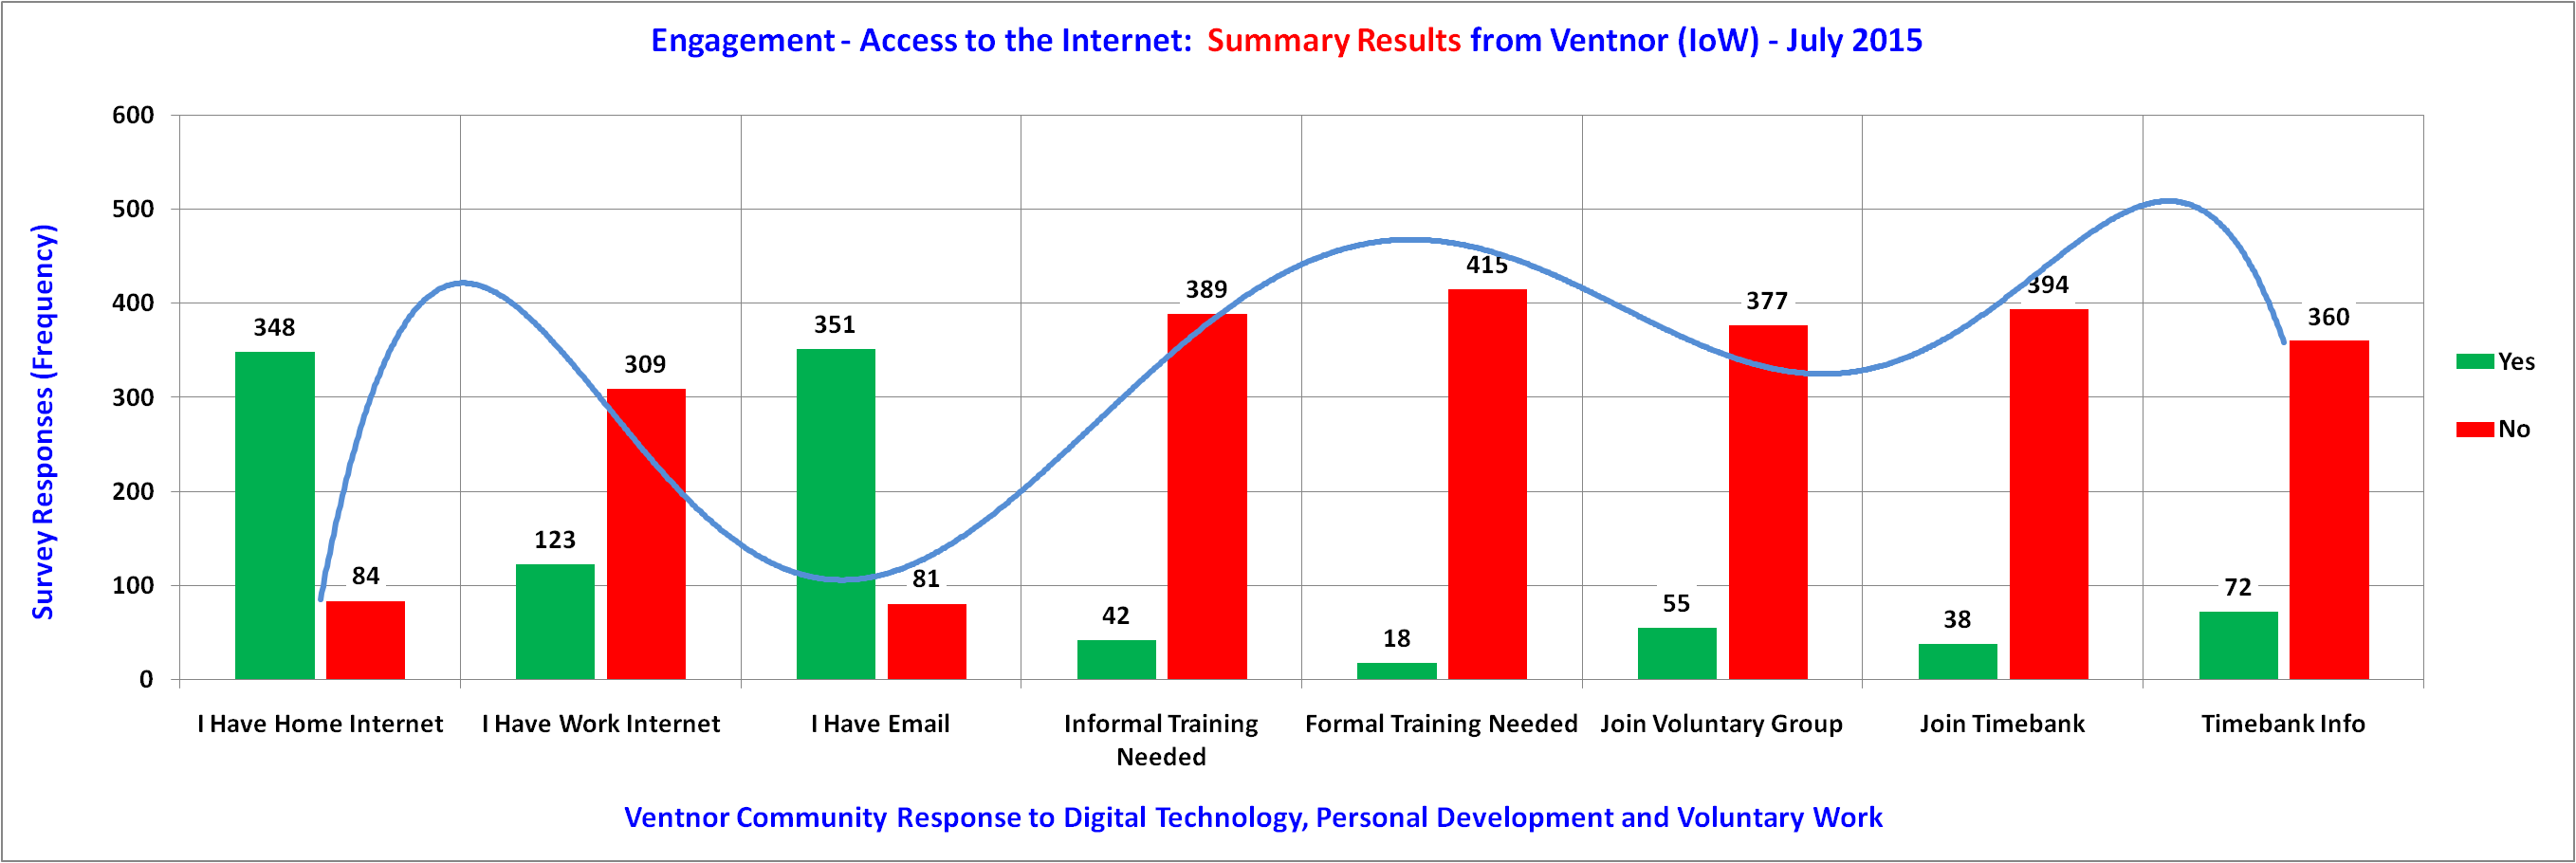 Engagement - Access to the Internet: Summary Results from Ventnor (IoW) - July 2015
Survey Responses (Frequency)
600
500
400
300
200
100
0
348
84
123
309
351
81
42
389
18
415
55
377
38
394
72
360
I Have Home Internet
I Have Work Internet
I Have Email
Informal Training
Needed
Formal Training Needed
Join Voluntary Group
Join Timebank
Timebank Info
Yes
No
Ventnor Community Response to Digital Technology, Personal Development and Voluntary Work